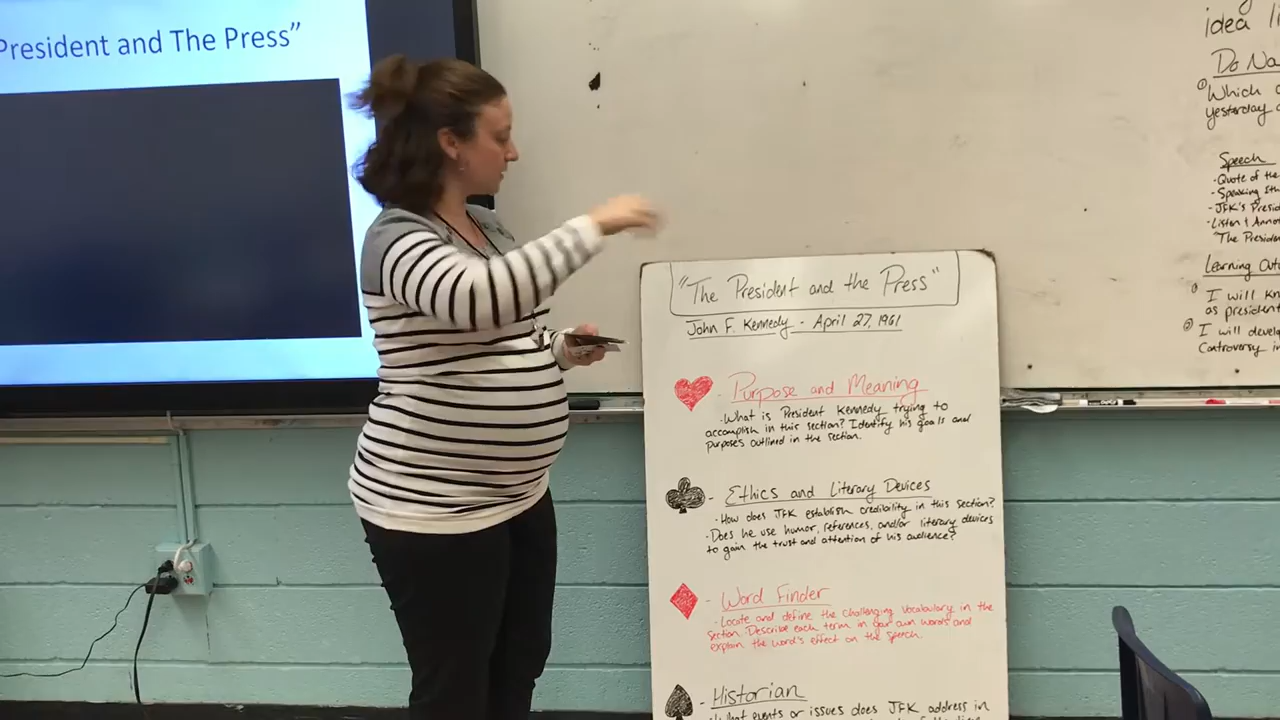 President and The Press"
"The President and the Press"
John F. Kennedy - April 27, 1961
- Purpose and Meaning
-What is President Kennedy trying to
accomplish in this section? Identify his goals and
purposes outlined in the section.
- Ethics and Literary Devices
- How does JFK establish credibility in this section?
- Does he use humor, references, and/or literary devices
to gain the trust and attention of his audience?
- Word Finder
- Locate and define the challenging vocabulary in the
section. Describe each term in your own words and
explain the word's effect on the speech.
- Historian
What events or issues does JFK address in
idea
Do
Which
yesterday
Speech
-Quote of the
-Speaking
-JFK's
-Listen &
The
Learning
I will
as president
I will
Controversy